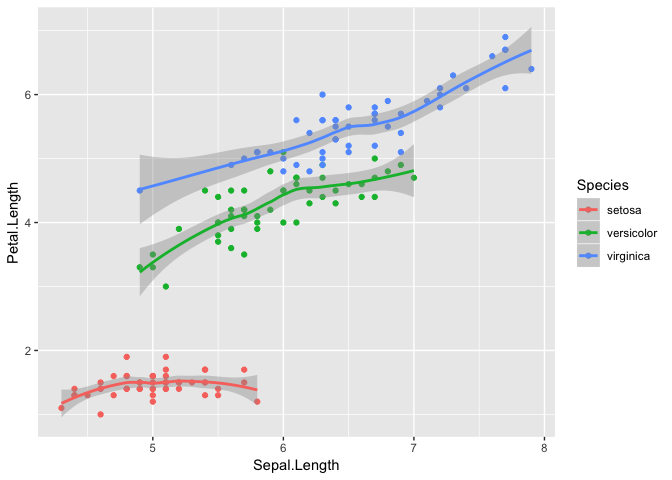 6
4
2
Petal.Length
5 6 7 8
Sepal.Length
Species
setosa
versicolor
virginica